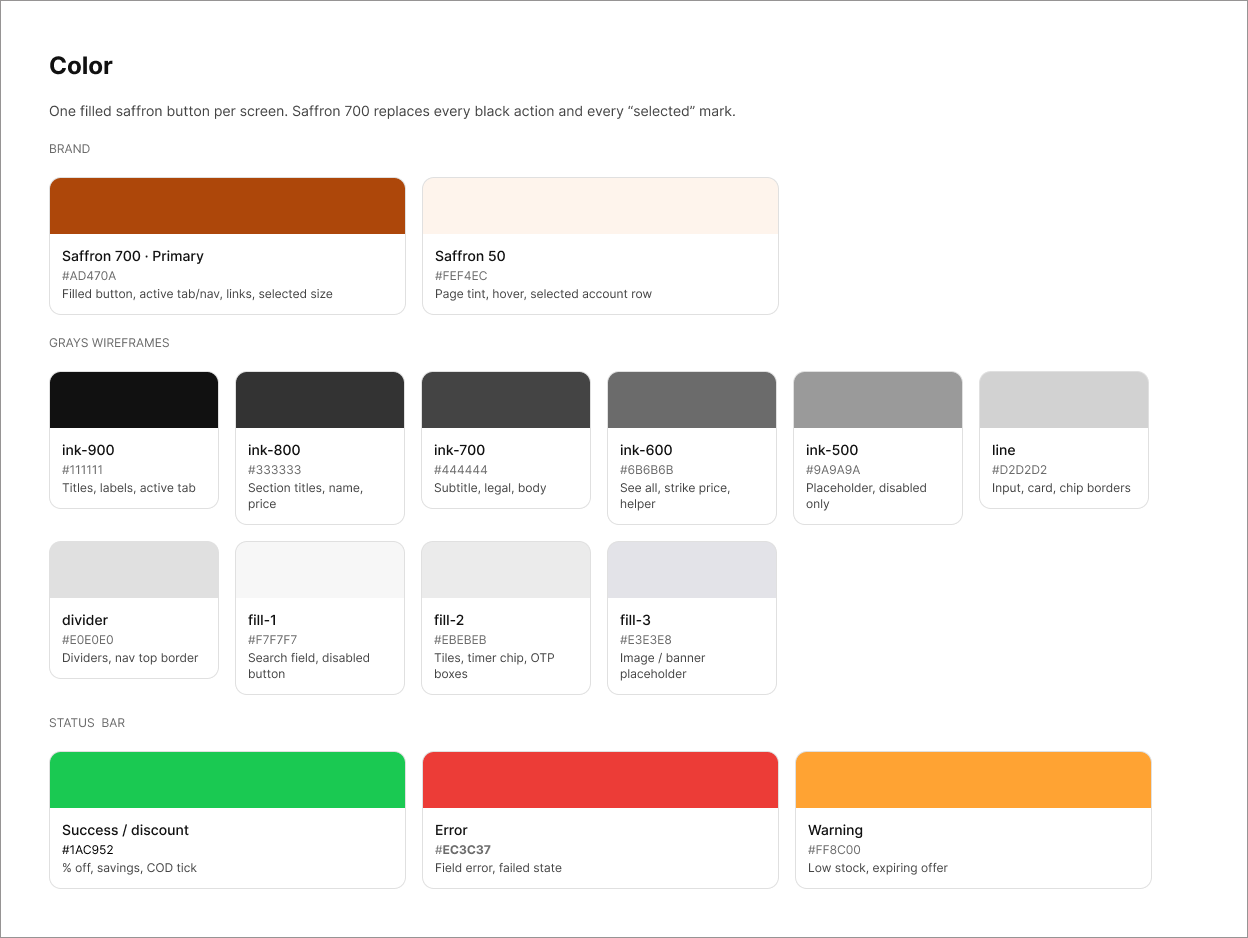 Color
One filled saffron button per screen. Saffron 700 replaces every black action and every “selected” mark.
BRAND
Saffron 700 · Primary
#AD470A
Filled button, active tab/nav, links, selected size
Saffron 50
#FEF4EC
Page tint, hover, selected account row
GRAYS WIREFRAMES
ink-900
#111111
Titles, labels, active tab
ink-800
#333333
Section titles, name,
price
ink-700
#444444
Subtitle, legal, body
ink-600
#6B6B6B
See all, strike price,
helper
ink-500
#9A9A9A
Placeholder, disabled
only
line
#D2D2D2
Input, card, chip borders
divider
#E0E0E0
Dividers, nav top border
fill-1
#F7F7F7
Search field, disabled
button
fill-2
#EBEBEB
Tiles, timer chip, OTP
boxes
fill-3
#E3E3E8
Image / banner
placeholder
STATUS  BAR
Success / discount
#1AC952
% off, savings, COD tick
Error
#EC3C37
Field error, failed state
Warning
#FF8C00
Low stock, expiring offer